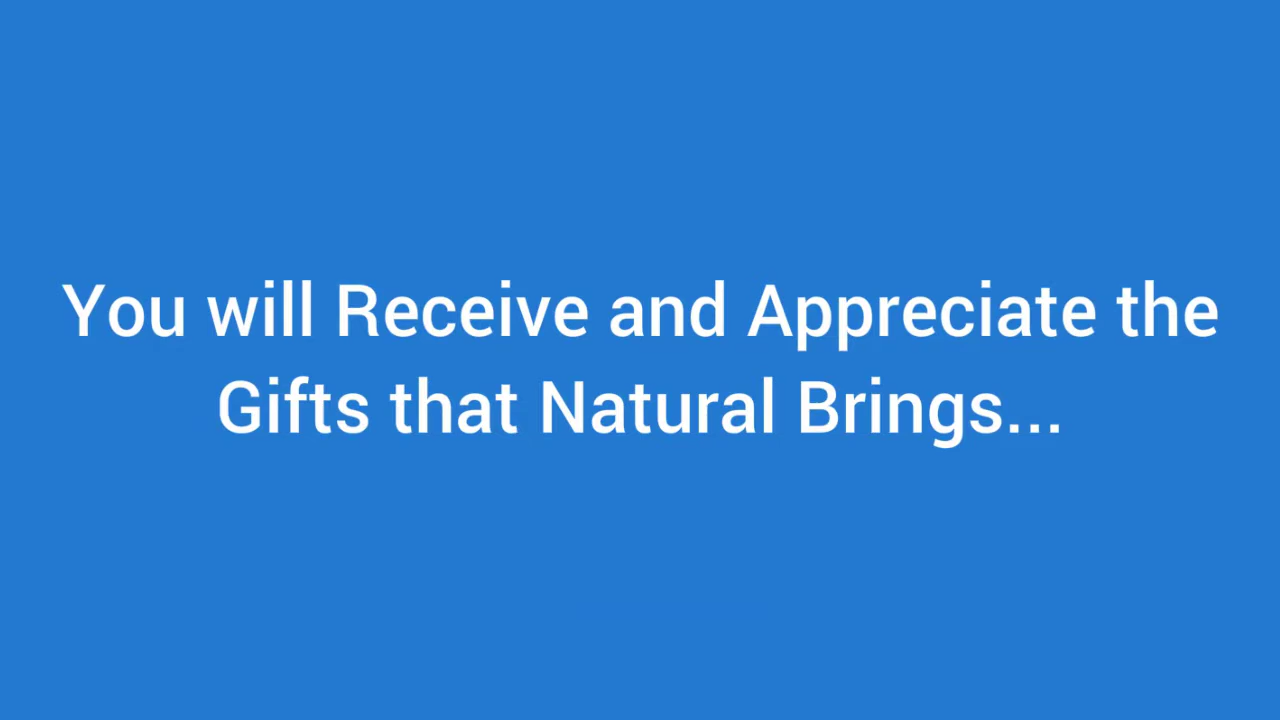 You will Receive and Appreciate the
Gifts that Natural Brings...